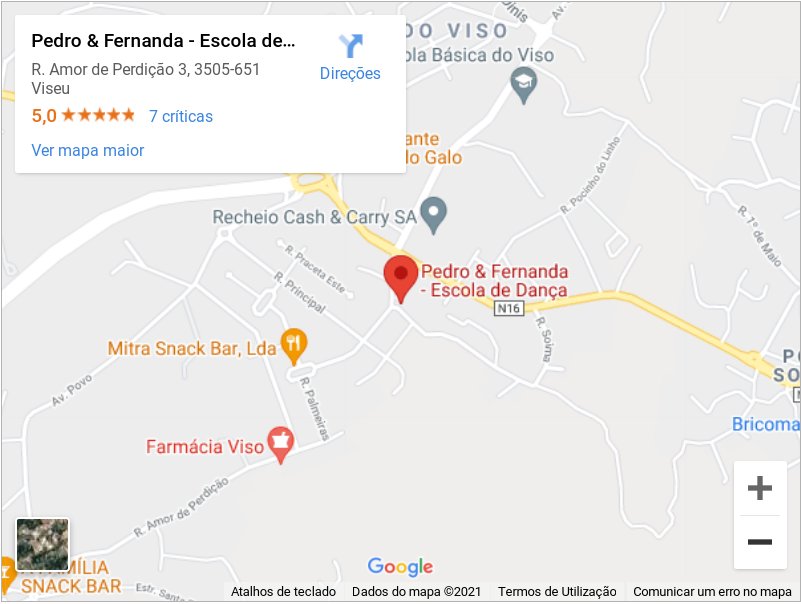 Pedro & Fernanda - Escola de...
R. Amor de Perdição 3, 3505-651
Viseu
5,0
7 críticas
Ver mapa maior
Direções
DO VISO
ola Básica do Viso
ante
do Galo
Recheio Cash & Carry SA
R. Pocinho do Linho
R. 1º de Maio
R. Praceta Este
R. Principal
Pedro & Fernanda
- Escola de Dança
N16
R. Soima
Mitra Snack Bar, Lda
Av. Povo
R. Palmeiras
Farmácia Viso
R. Amor de Perdição
SO
Bricoma
FAMÍLIA
SNACK BAR
Estr. Santo
Google
Atalhos de teclado
Dados do mapa ©2021
Termos de Utilização
Comunicar um erro no mapa